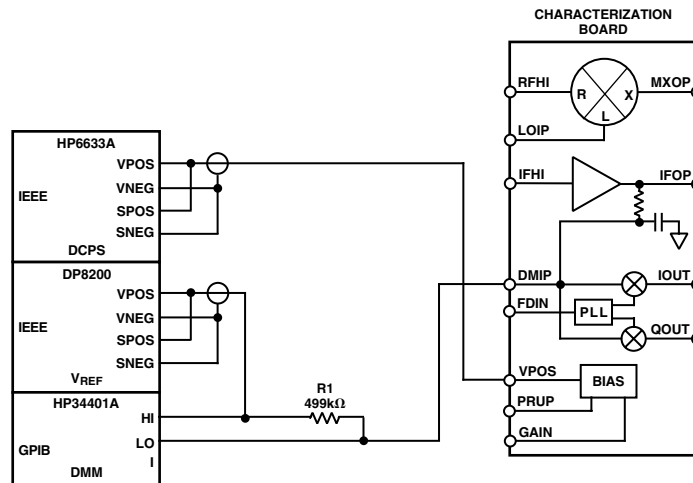 CHARACTERIZATION
BOARD
RFHI
R
X
L
MXOP
LOIP
IFHI
IFOP
DMIP
IOUT
FDIN
PLL
QOUT
VPOS
BIAS
PRUP
GAIN
HP6633A
VPOS
IEEE
VNEG
SPOS
SNEG
DCPS
DP8200
VPOS
IEEE
VNEG
SPOS
SNEG
VREF
HP34401A
HI
GPIB
LO
I
DMM
R1
499kΩ